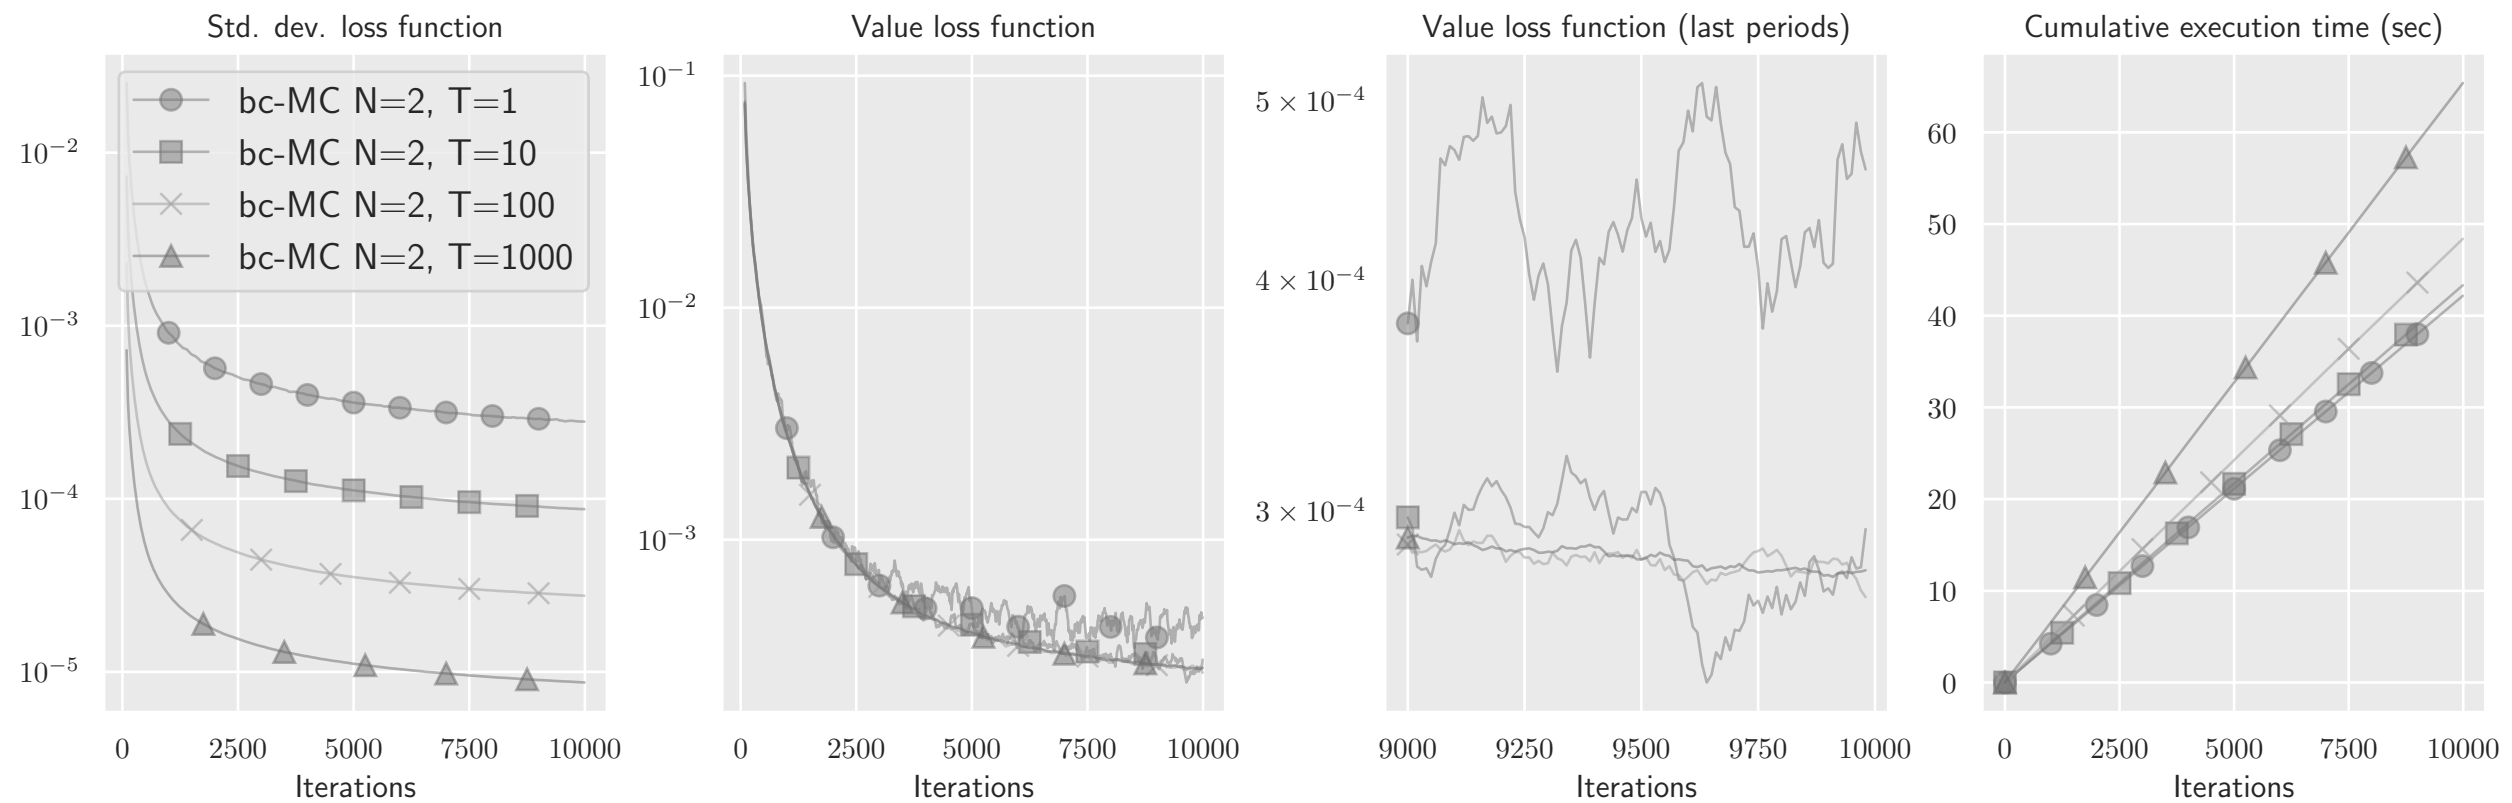 Std. dev. loss function
bc-MC N=2, T=1
bc-MC N=2, T=10
bc-MC N=2, T=100
bc-MC N=2, T=1000
10⁻²
10⁻³
10⁻⁴
10⁻⁵
0 2500 5000 7500 10000
Iterations
Value loss function
10⁻¹
10⁻²
10⁻³
0 2500 5000 7500 10000
Iterations
Value loss function (last periods)
5 × 10⁻⁴
4 × 10⁻⁴
3 × 10⁻⁴
9000 9250 9500 9750 10000
Iterations
Cumulative execution time (sec)
60
50
40
30
20
10
0
0 2500 5000 7500 10000
Iterations